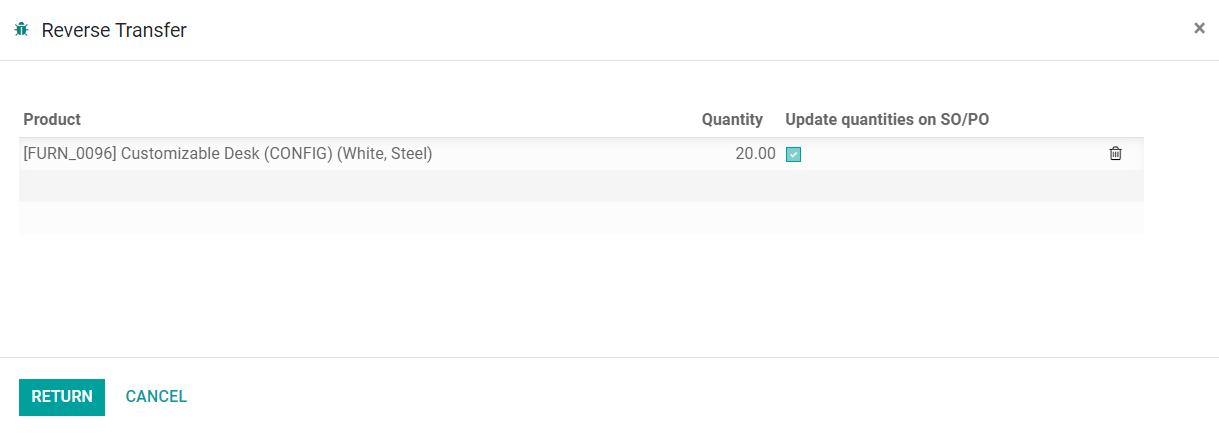 Reverse Transfer
×
Product Quantity Update quantities on SO/PO
[FURN_0096] Customizable Desk (CONFIG) (White, Steel) 20.00
RETURN CANCEL